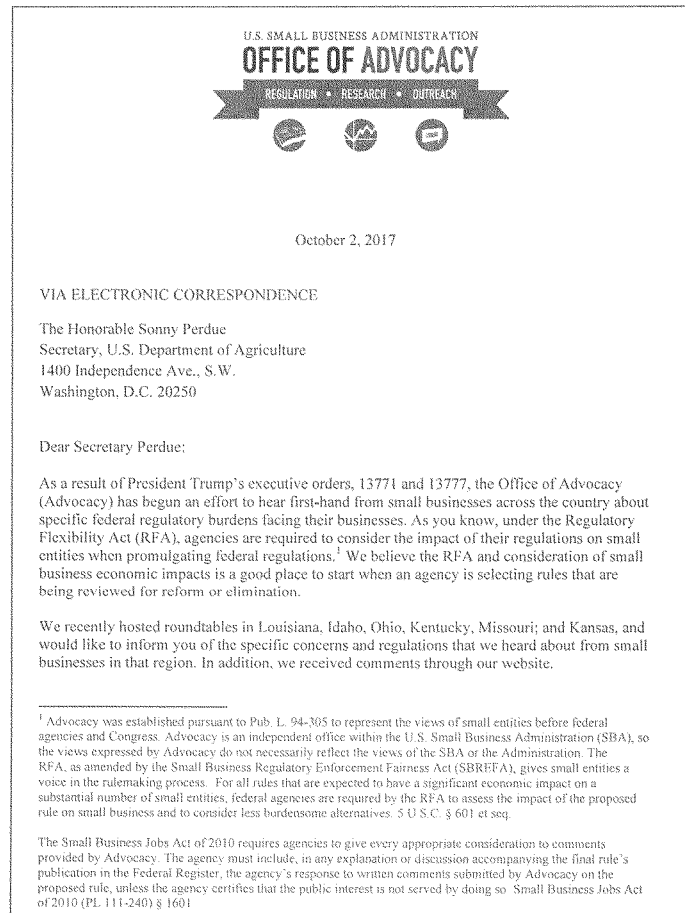 U.S. SMALL BUSINESS ADMINISTRATION
OFFICE OF ADVOCACY
REGULATION • RESEARCH • OUTREACH
October 2, 2017
VIA ELECTRONIC CORRESPONDENCE
The Honorable Sonny Perdue
Secretary, U.S. Department of Agriculture
1400 Independence Ave., S.W.
Washington, D.C. 20250
Dear Secretary Perdue:
As a result of President Trump's executive orders, 13771 and 13777, the Office of Advocacy
(Advocacy) has begun an effort to hear first-hand from small businesses across the country about
specific federal regulatory burdens facing their businesses. As you know, under the Regulatory
Flexibility Act (RFA), agencies are required to consider the impact of their regulations on small
entities when promulgating federal regulations.¹ We believe the RFA and consideration of small
business economic impacts is a good place to start when an agency is selecting rules that are
being reviewed for reform or elimination.
We recently hosted roundtables in Louisiana, Idaho, Ohio, Kentucky, Missouri; and Kansas, and
would like to inform you of the specific concerns and regulations that we heard about from small
businesses in that region. In addition, we received comments through our website.
¹ Advocacy was established pursuant to Pub. L. 94-305 to represent the views of small entities before federal
agencies and Congress. Advocacy is an independent office within the U.S. Small Business Administration (SBA), so
the views expressed by Advocacy do not necessarily reflect the views of the SBA or the Administration. The
RFA, as amended by the Small Business Regulatory Enforcement Fairness Act (SBREFA), gives small entities a
voice in the rulemaking process. For all rules that are expected to have a significant economic impact on a
substantial number of small entities, federal agencies are required by the RFA to assess the impact of the proposed
rule on small business and to consider less burdensome alternatives. 5 U S.C. § 601 et seq.
The Small Business Jobs Act of 2010 requires agencies to give every appropriate consideration to comments
provided by Advocacy. The agency must include, in any explanation or discussion accompanying the final rule's
publication in the Federal Register, the agency's response to written comments submitted by Advocacy on the
proposed rule, unless the agency certifies that the public interest is not served by doing so Small Business Jobs Act
of 2010 (PL 111-240) § 1601